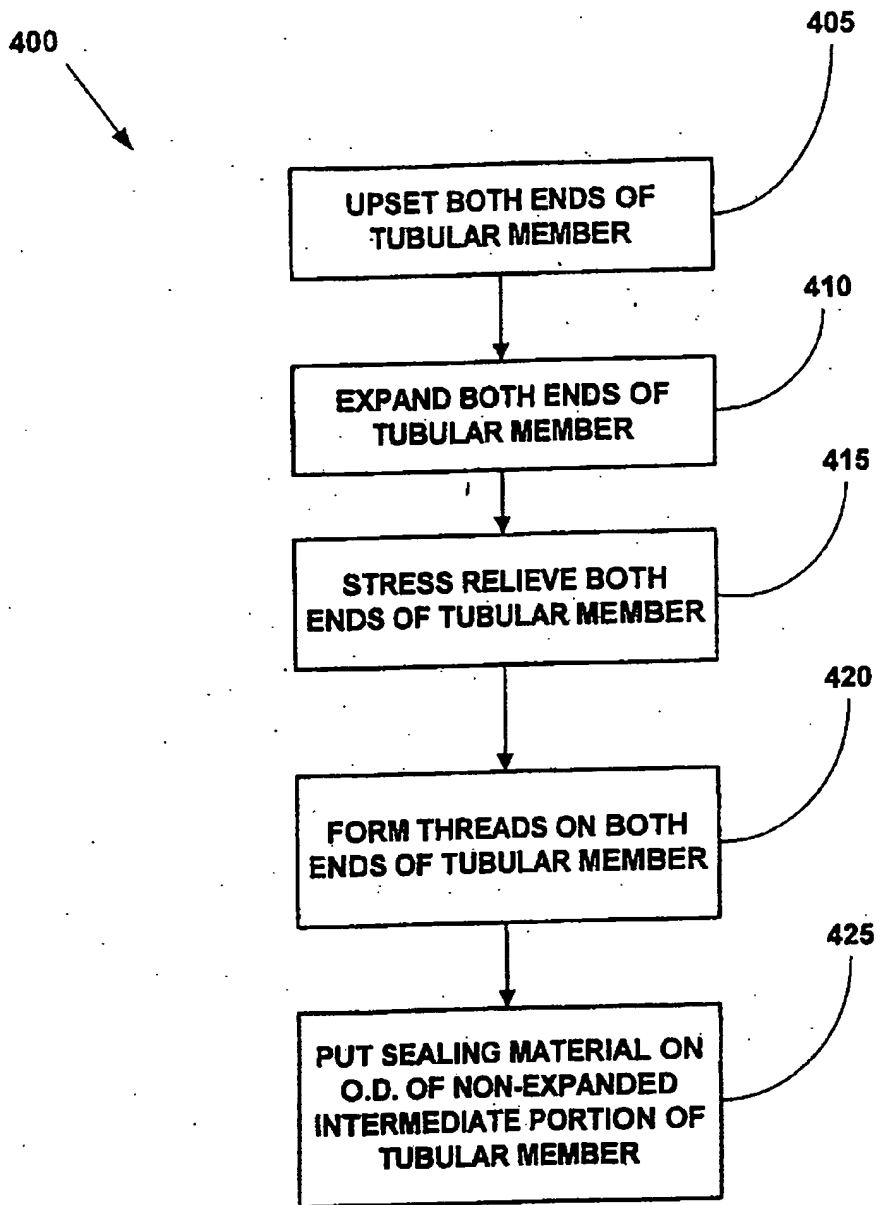 400
405
UPSET BOTH ENDS OF
TUBULAR MEMBER
410
EXPAND BOTH ENDS OF
TUBULAR MEMBER
415
STRESS RELIEVE BOTH
ENDS OF TUBULAR MEMBER
420
FORM THREADS ON BOTH
ENDS OF TUBULAR MEMBER
425
PUT SEALING MATERIAL ON
O.D. OF NON-EXPANDED
INTERMEDIATE PORTION OF
TUBULAR MEMBER